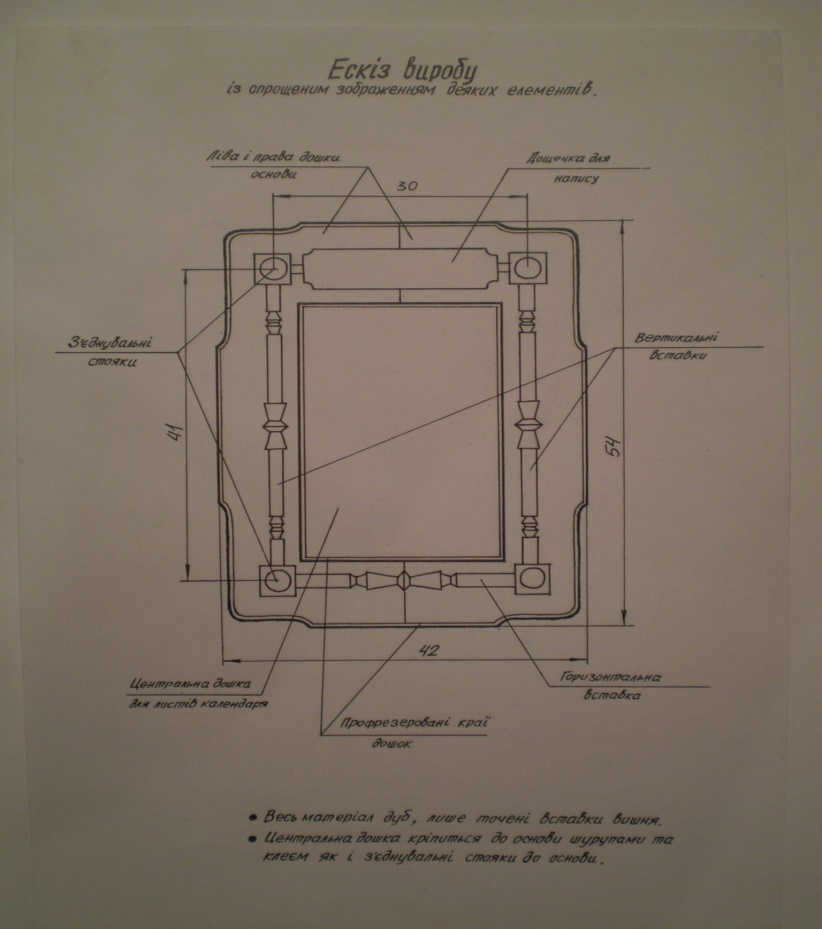 Ескіз виробу
із спрощеним зображенням деяких елементів.
Ліва і права дошки
основи
Дощечка для
напису
30
З'єднувальні
стояки
Вертикальні
вставки
41
54
42
Центральна дошка
для листів календаря
Горизонтальна
вставка
Профрезеровані краї
дошок
• Весь матеріал дуб, лише точені вставки вишня.
• Центральна дошка кріпиться до основи шурупами та
клеєм як і з'єднувальні стояки до основи.